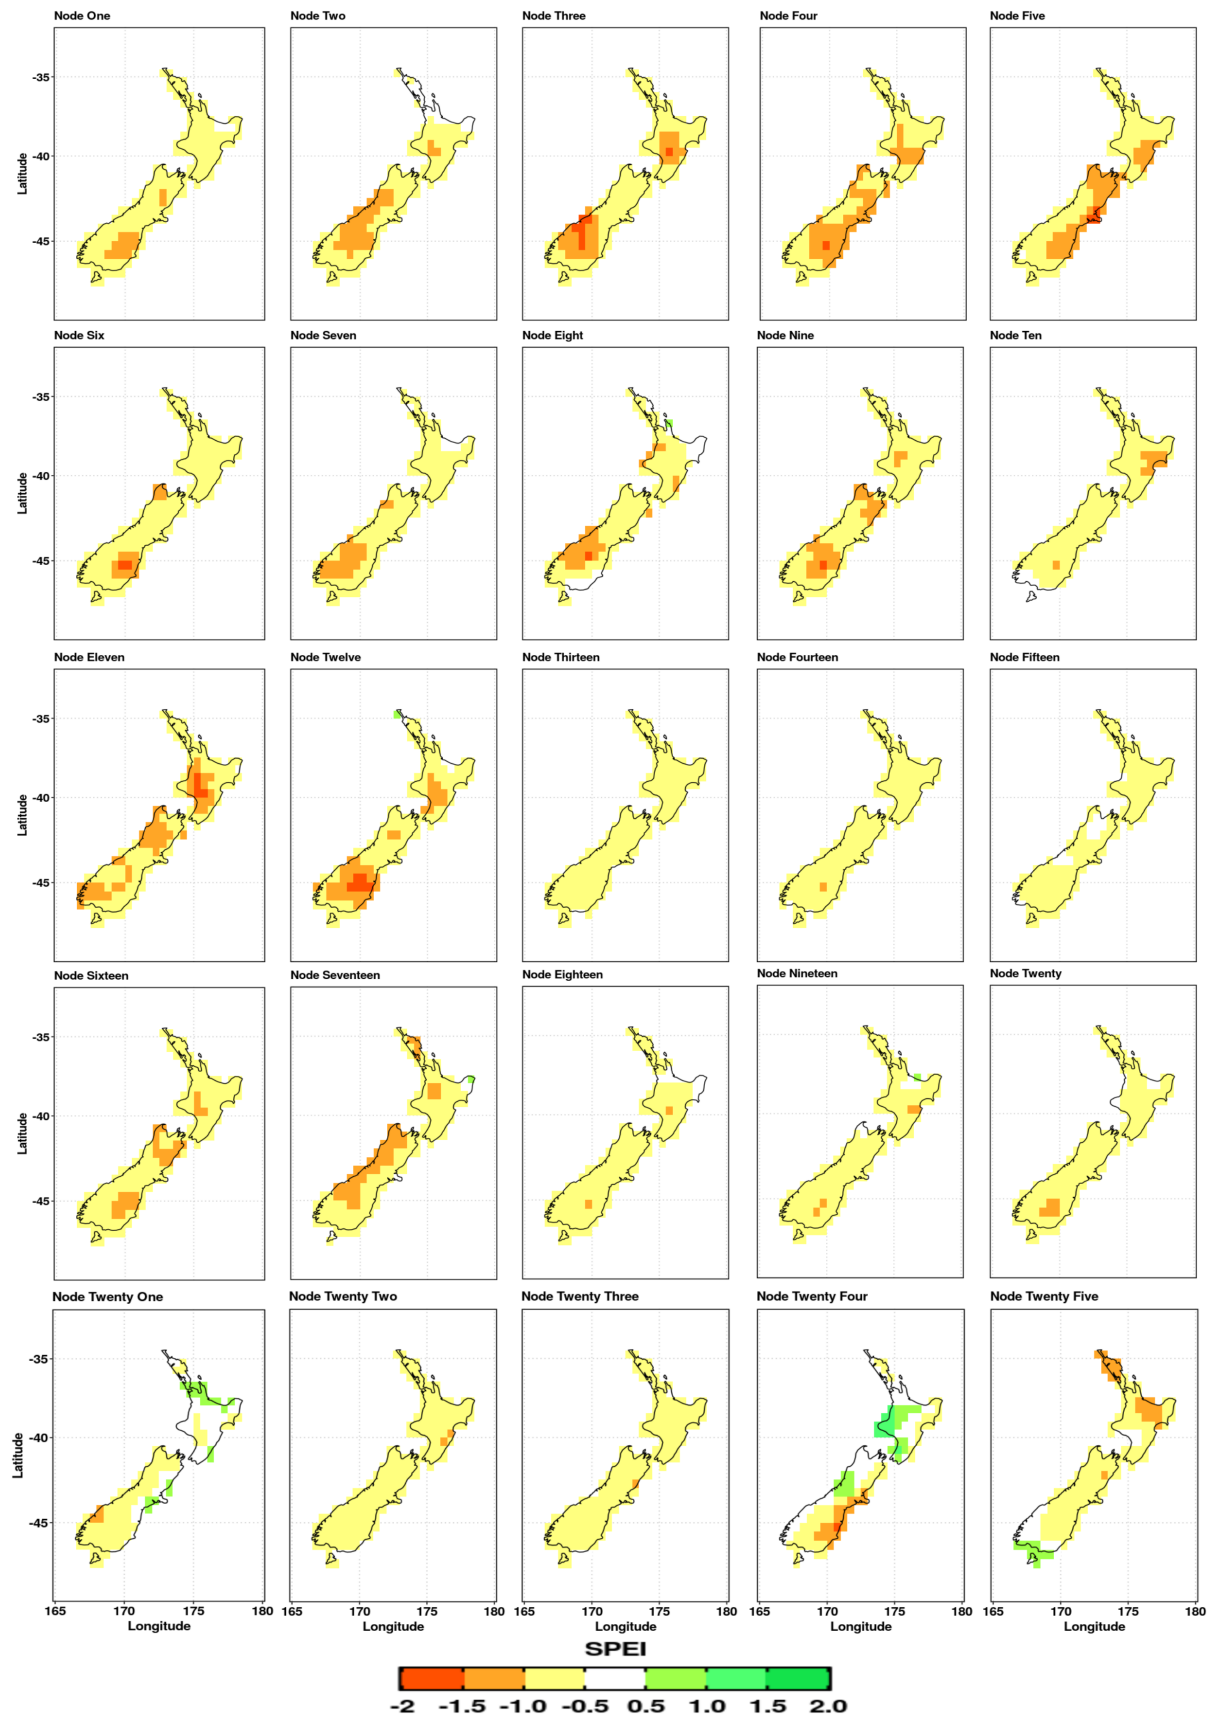 Node One
Node Two
Node Three
Node Four
Node Five
-35
-40
-45
Latitude
Node Six
Node Seven
Node Eight
Node Nine
Node Ten
-35
-40
-45
Latitude
Node Eleven
Node Twelve
Node Thirteen
Node Fourteen
Node Fifteen
-35
-40
-45
Latitude
Node Sixteen
Node Seventeen
Node Eighteen
Node Nineteen
Node Twenty
-35
-40
-45
Latitude
Node Twenty One
Node Twenty Two
Node Twenty Three
Node Twenty Four
Node Twenty Five
-35
-40
-45
Latitude
165 170 175 180 165 170 175 180 165 170 175 180 165 170 175 180 165 170 175 180
Longitude Longitude Longitude Longitude Longitude
SPEI
-2 -1.5 -1.0 -0.5 0.5 1.0 1.5 2.0